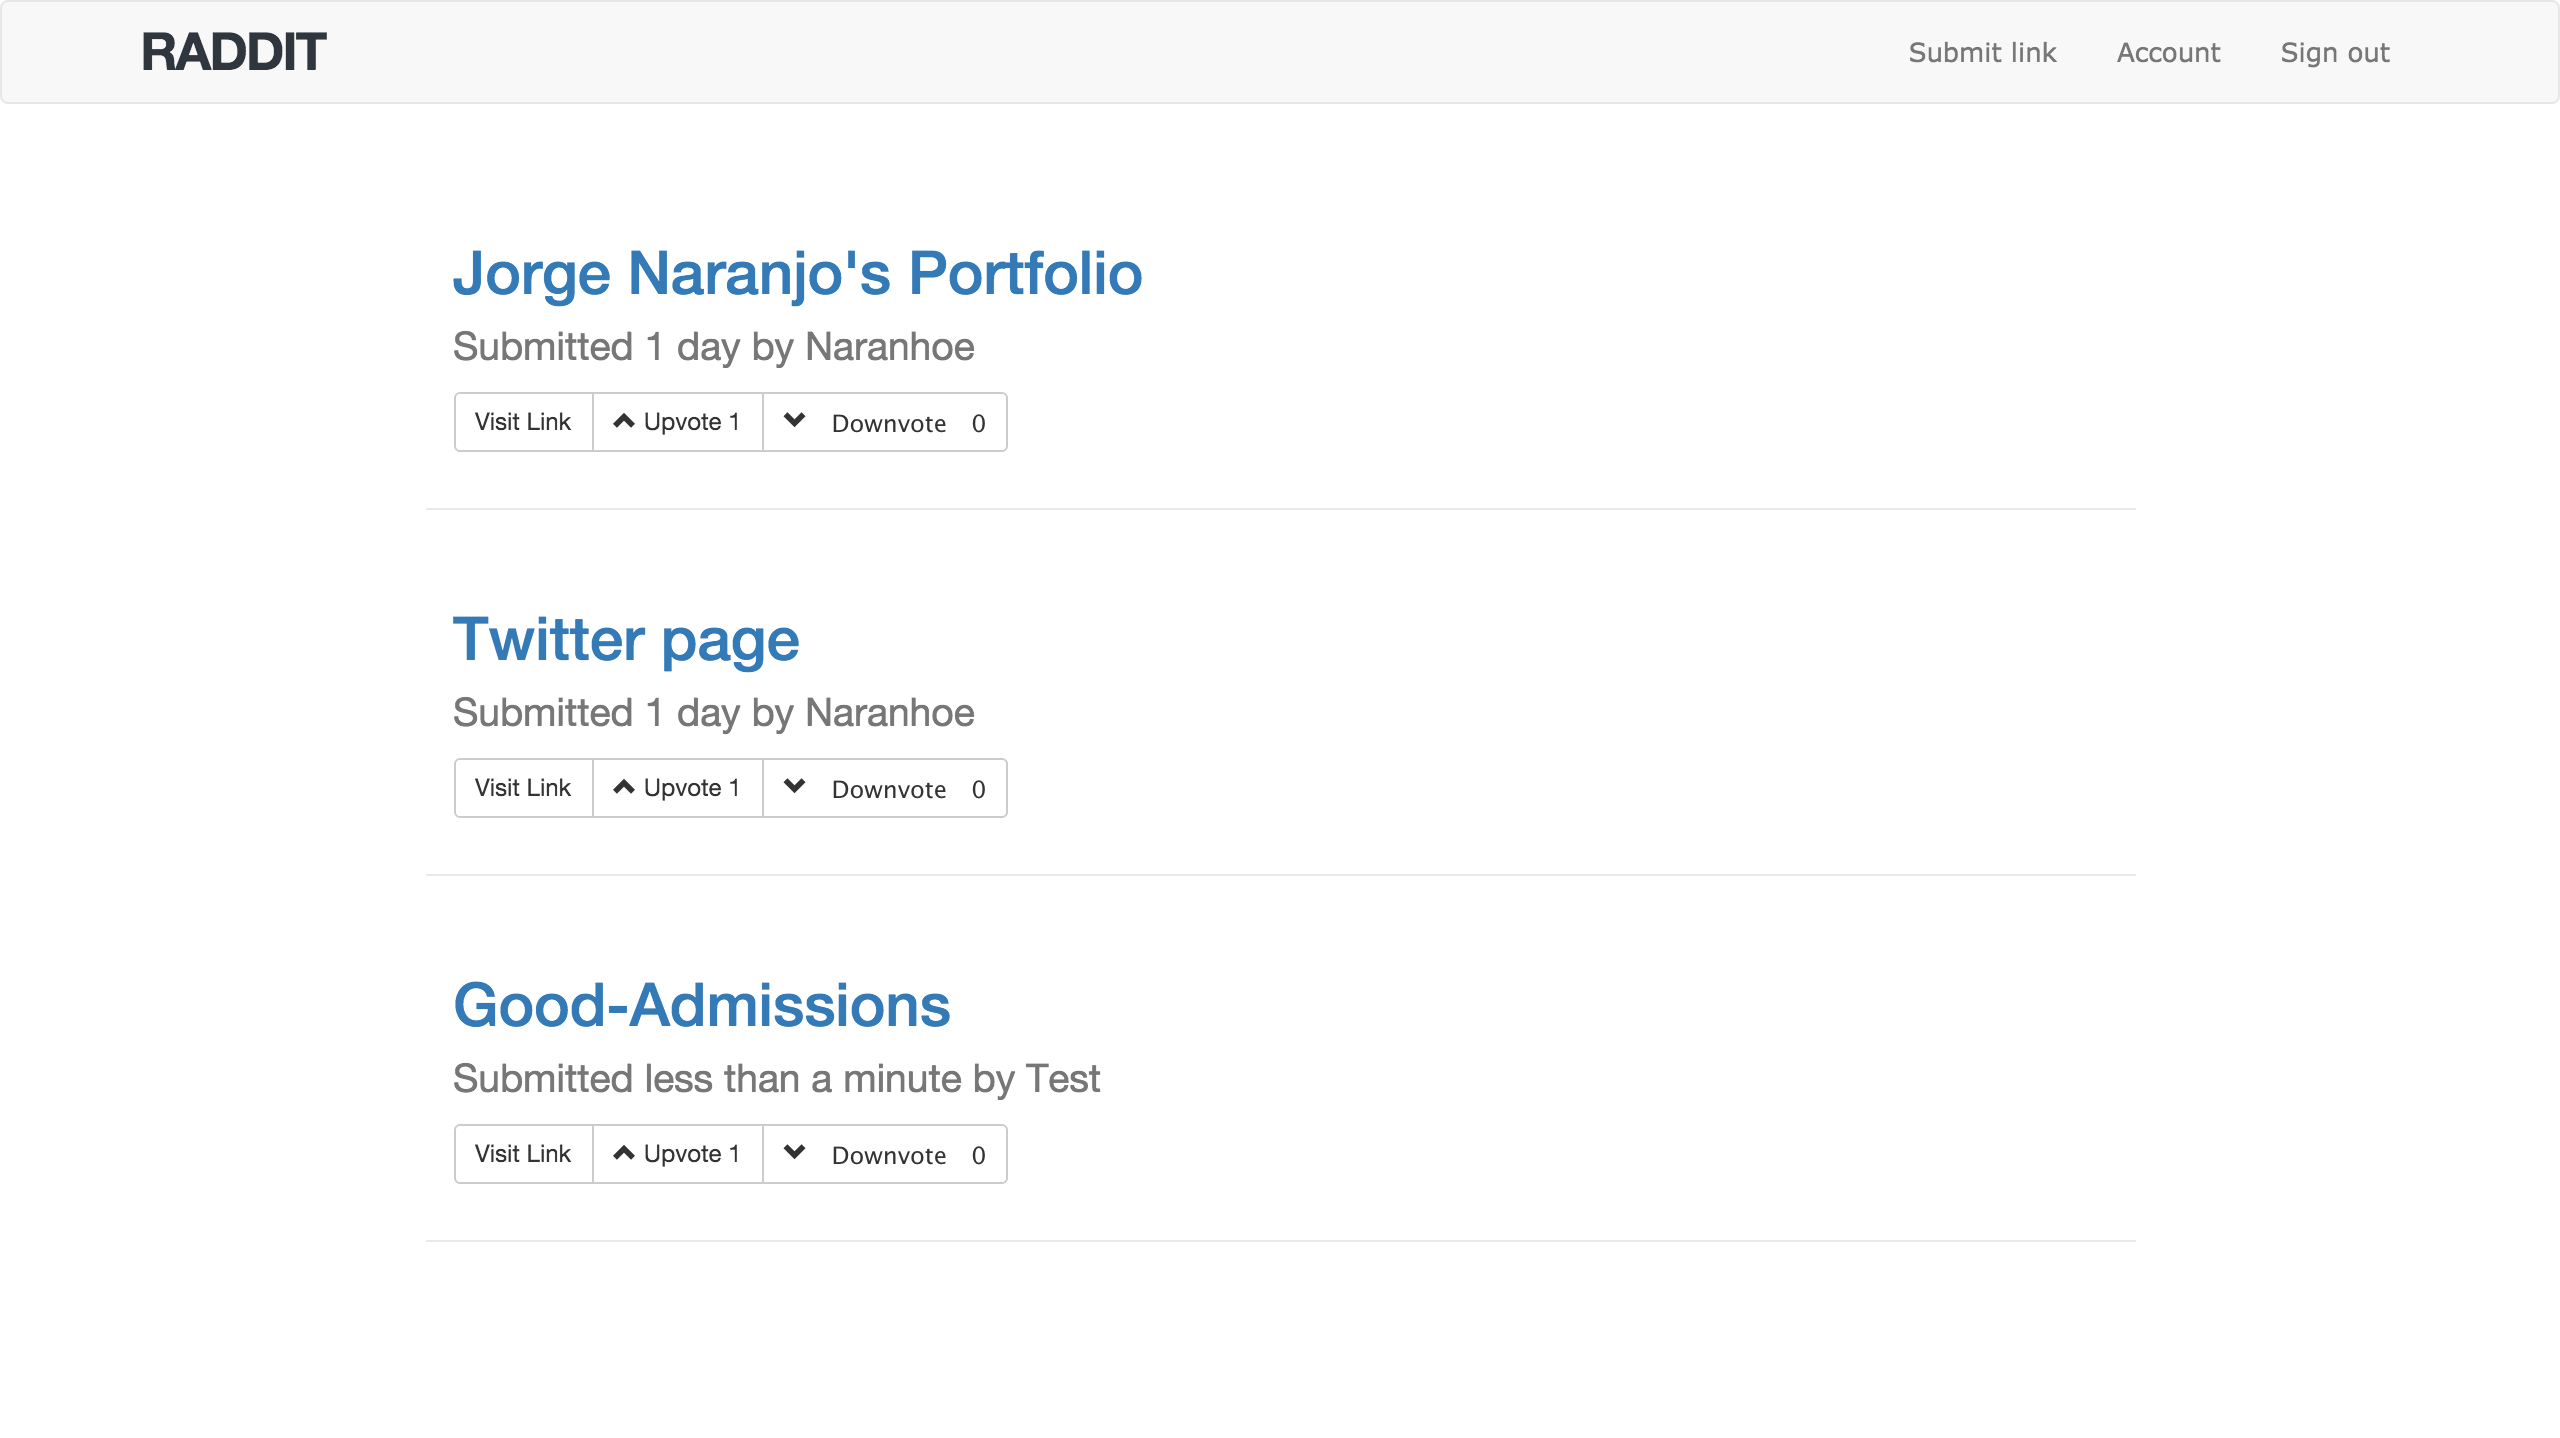 RADDIT Submit link Account Sign out
Jorge Naranjo's Portfolio
Submitted 1 day by Naranhoe
Visit Link Upvote 1 Downvote 0
Twitter page
Submitted 1 day by Naranhoe
Visit Link Upvote 1 Downvote 0
Good-Admissions
Submitted less than a minute by Test
Visit Link Upvote 1 Downvote 0